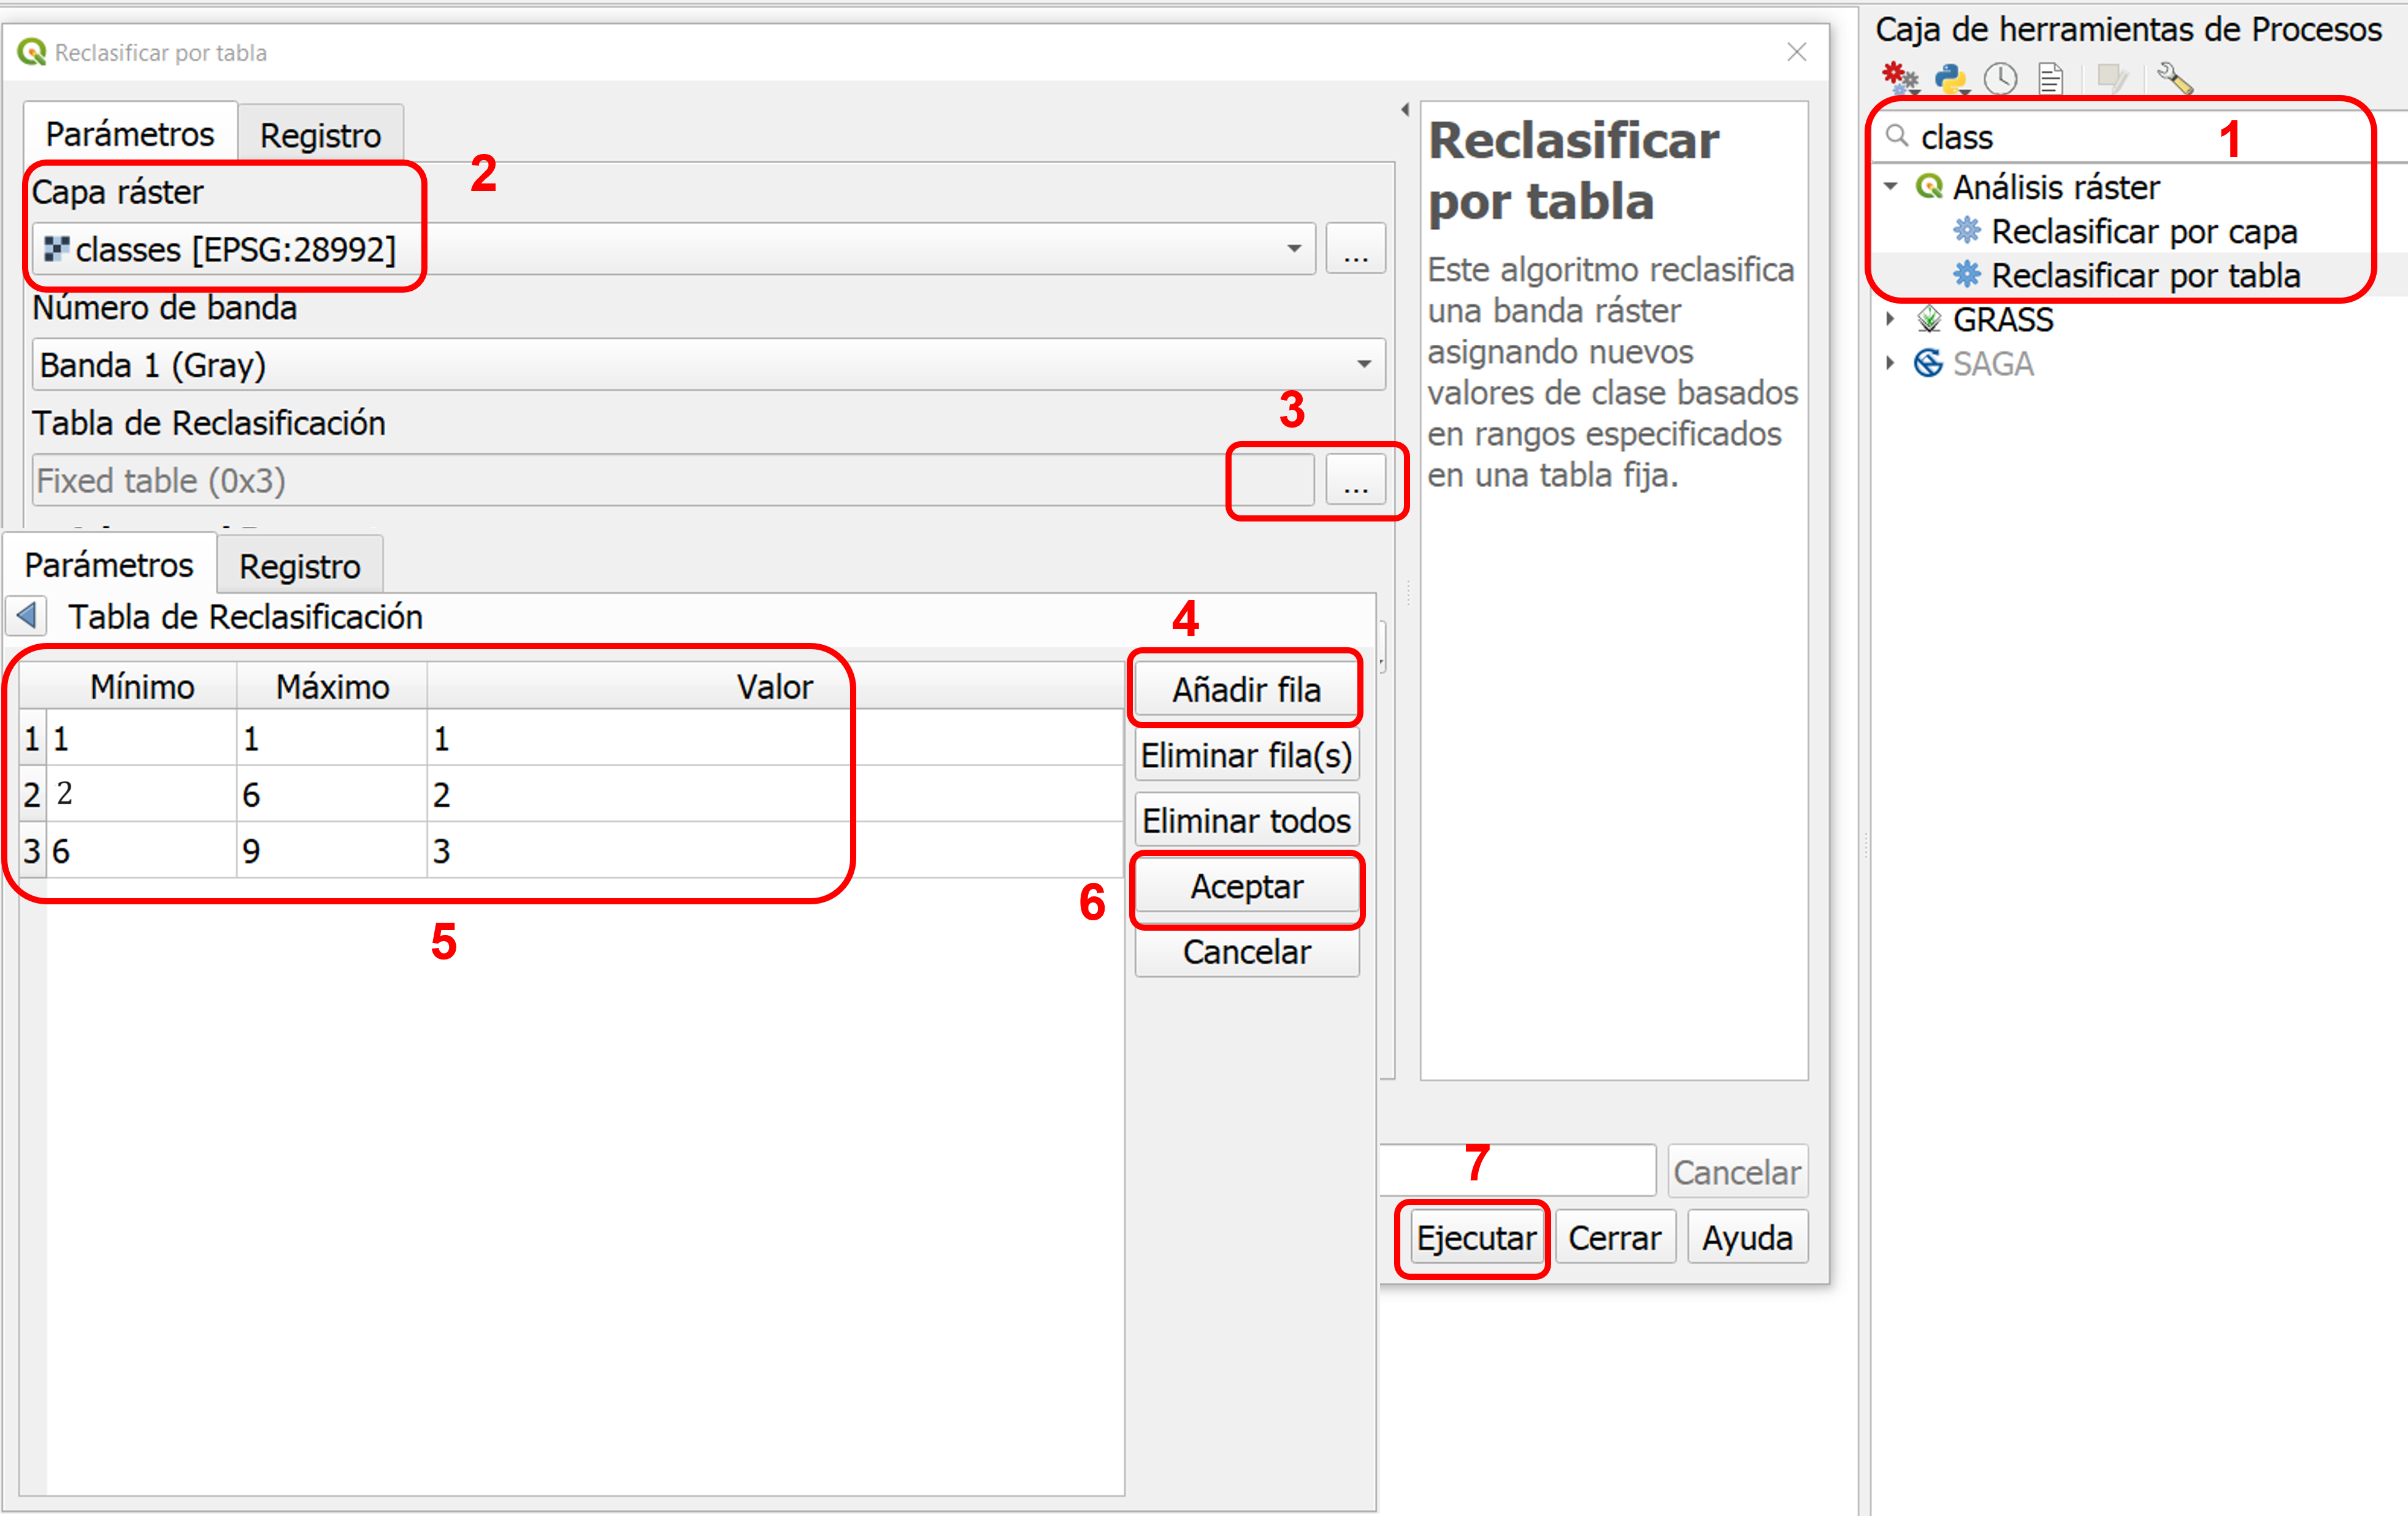 Reclasificar por tabla
Parámetros
Registro
2
Capa ráster
classes [EPSG:28992]
...
Número de banda
Banda 1 (Gray)
Tabla de Reclasificación
3
Fixed table (0x3)
...
Parámetros
Registro
Tabla de Reclasificación
4
Mínimo Máximo Valor
1 1 1 1
2 2 6 2
3 6 9 3
5
Añadir fila
Eliminar fila(s)
Eliminar todos
Aceptar
6
Cancelar
Reclasificar
por tabla
Este algoritmo reclasifica
una banda ráster
asignando nuevos
valores de clase basados
en rangos especificados
en una tabla fija.
7
Cancelar
Ejecutar
Cerrar
Ayuda
Caja de herramientas de Procesos
class
1
Análisis ráster
Reclasificar por capa
Reclasificar por tabla
GRASS
SAGA